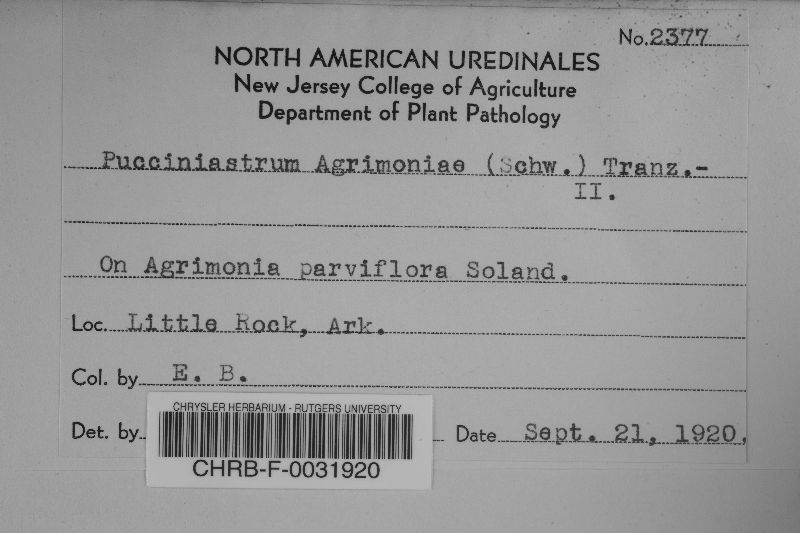 No. 2377
NORTH AMERICAN UREDINALES
New Jersey College of Agriculture
Department of Plant Pathology
Pucciniastrum Agrimoniae (Schw.) Tranz.-
II.
On Agrimonia parviflora Soland.
Loc. Little Rock, Ark.
Col. by E. B.
Det. by Date Sept. 21, 1920.
CHRYSLER HERBARIUM - RUTGERS UNIVERSITY
CHRB-F-0031920